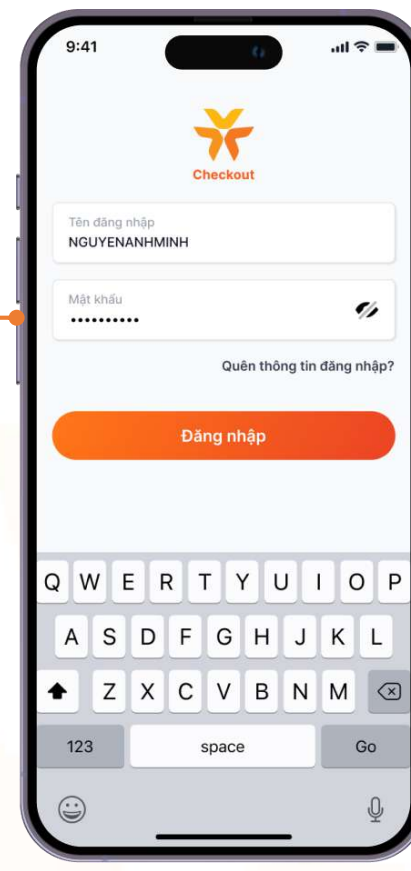 9:41
Checkout
Tên đăng nhập
NGUYENANHMINH
Mật khẩu
••••••••••
Quên thông tin đăng nhập?
Đăng nhập
Q W E R T Y U I O P
A S D F G H J K L
Z X C V B N M
123 space Go